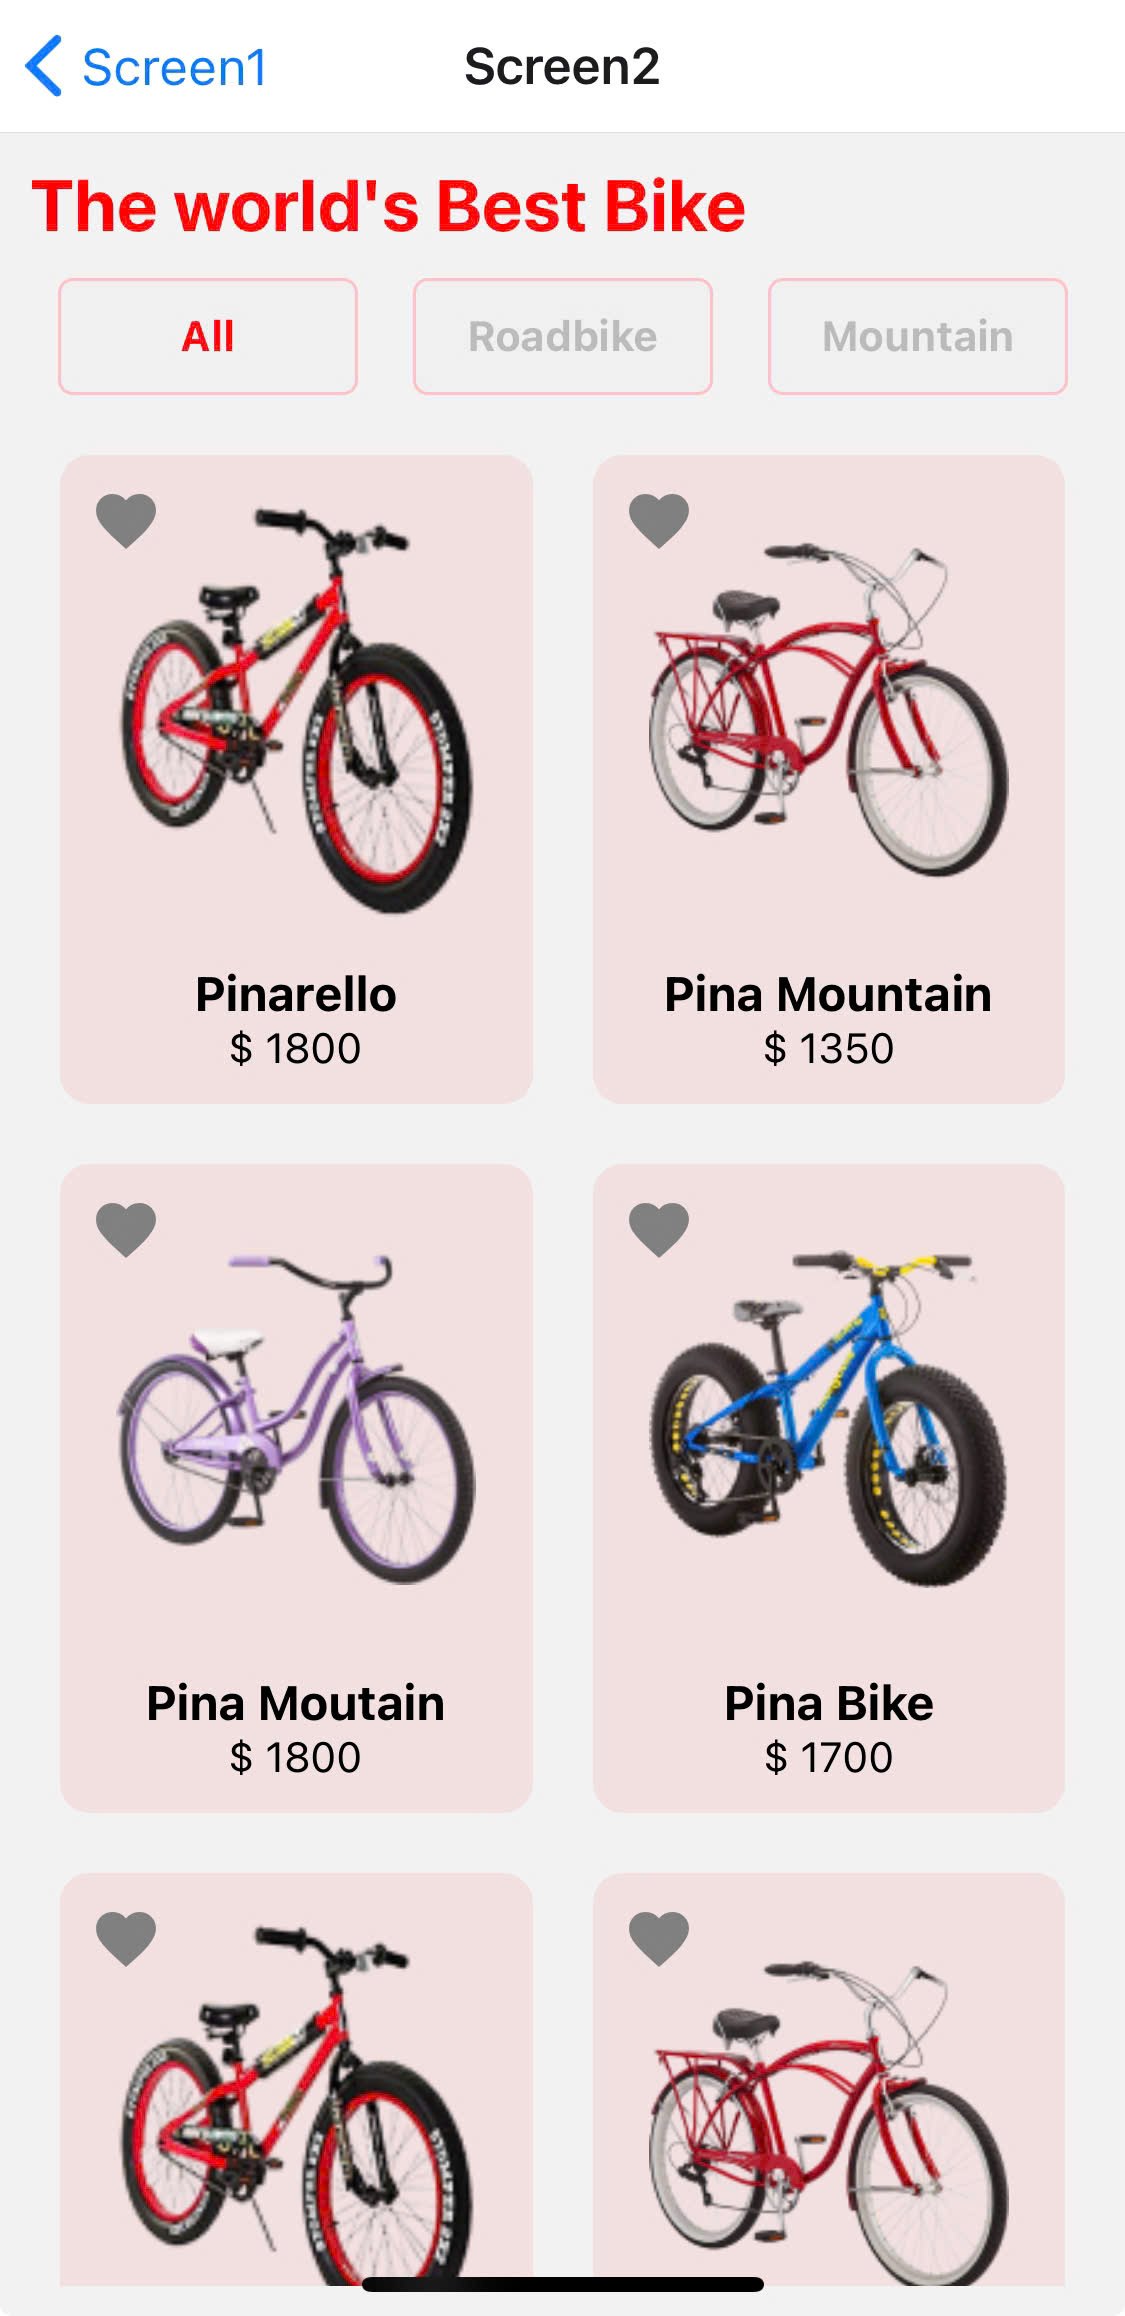 Screen1
Screen2
The world's Best Bike
All
Roadbike
Mountain
Pinarello
$ 1800
Pina Mountain
$ 1350
Pina Moutain
$ 1800
Pina Bike
$ 1700